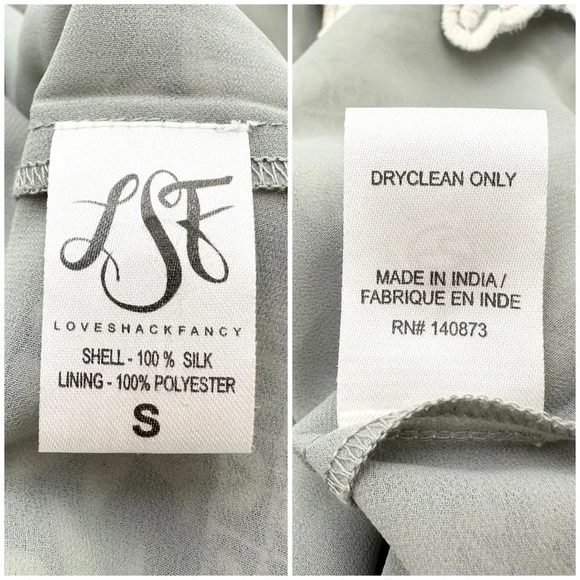 LSF
LOVESHACKFANCY
SHELL - 100 % SILK
LINING - 100% POLYESTER
S
DRYCLEAN ONLY
MADE IN INDIA /
FABRIQUE EN INDE
RN# 140873